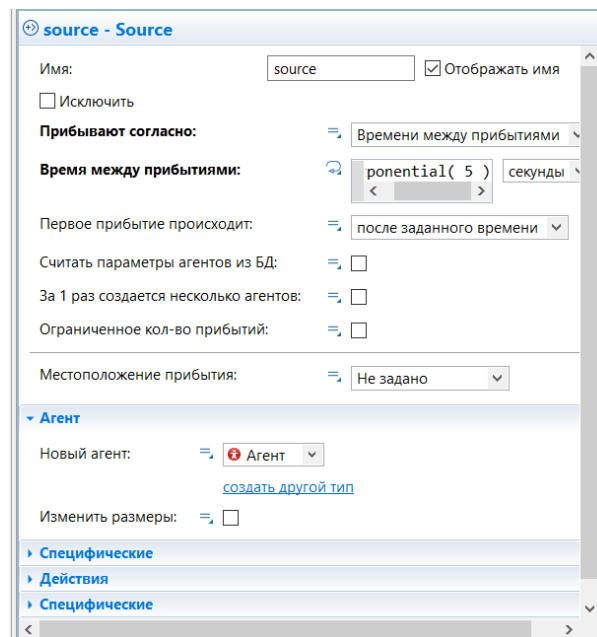 source - Source
Имя: source Отображать имя
Исключить
Прибывают согласно: Времени между прибытиями
Время между прибытиями: ponential( 5 ) секунды
Первое прибытие происходит: после заданного времени
Считать параметры агентов из БД:
За 1 раз создается несколько агентов:
Ограниченное кол-во прибытий:
Местоположение прибытия: Не задано
Агент
Новый агент: Агент
создать другой тип
Изменить размеры:
Специфические
Действия
Специфические